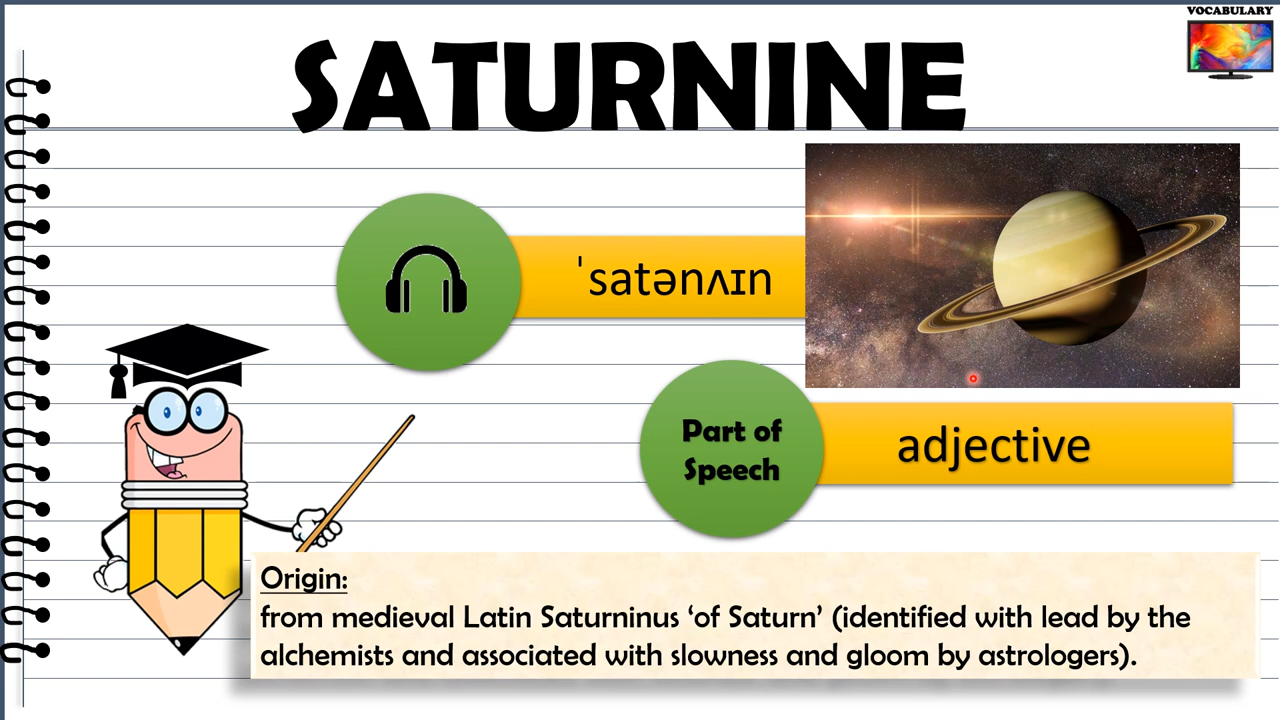 VOCABULARY
SATURNINE
ˈsatənʌɪn
Part of
Speech
adjective
Origin:
from medieval Latin Saturninus ‘of Saturn’ (identified with lead by the
alchemists and associated with slowness and gloom by astrologers).